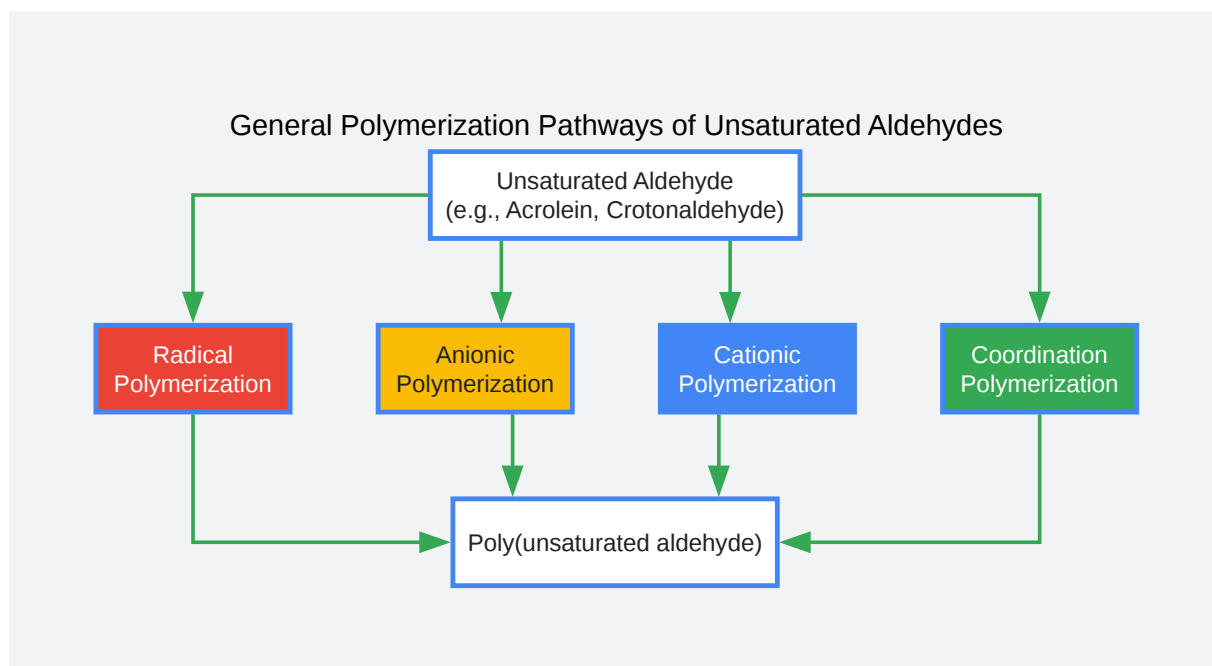 General Polymerization Pathways of Unsaturated Aldehydes
Unsaturated Aldehyde
(e.g., Acrolein, Crotonaldehyde)
Radical
Polymerization
Anionic
Polymerization
Cationic
Polymerization
Coordination
Polymerization
Poly(unsaturated aldehyde)